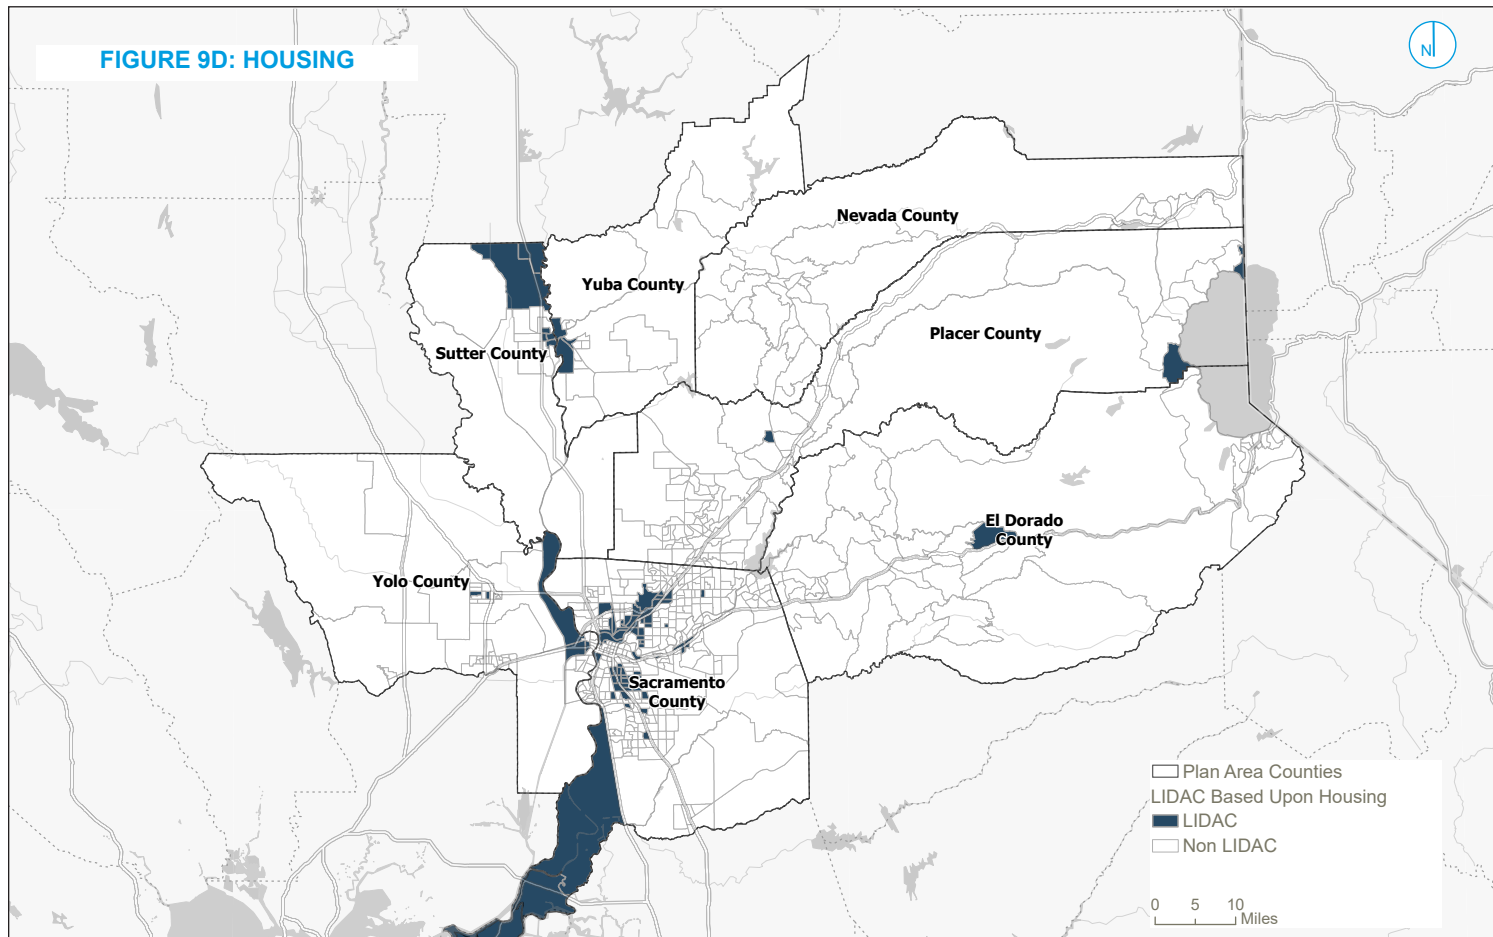 FIGURE 9D: HOUSING
N
Nevada County
Yuba County
Placer County
Sutter County
El Dorado
County
Yolo County
Sacramento
County
Plan Area Counties
LIDAC Based Upon Housing
LIDAC
Non LIDAC
0 5 10
Miles